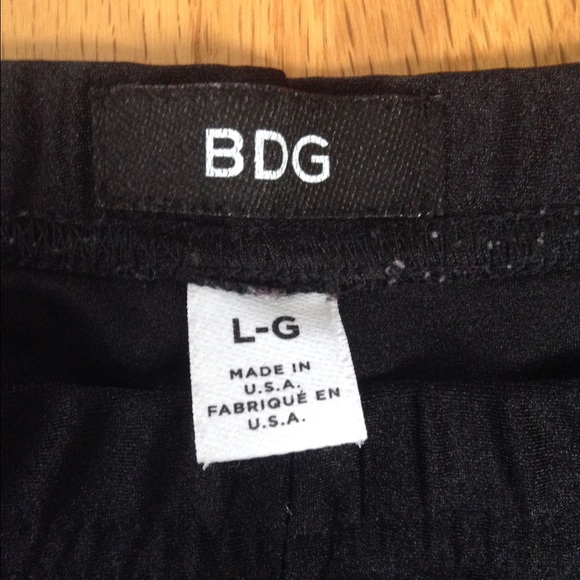 BDG
L-G
MADE IN
U.S.A.
FABRIQUÉ EN
U.S.A.